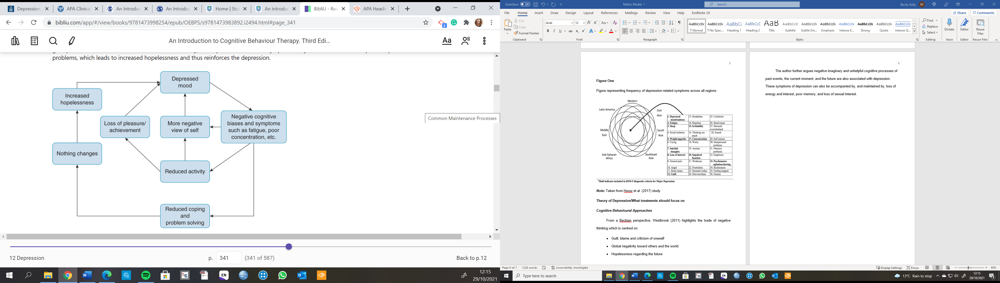 Depression
APA Clinical
An Introduc
An Introduc
Home | Stu
An introduc
BibliU - Rea
APA Headin
bibliu.com/app/#/view/books/9781473998254/epub/OEBPS/s9781473983892.i2494.html#page_341
2
An Introduction to Cognitive Behaviour Therapy. Third Edi...
Aa
problems, which leads to increased hopelessness and thus reinforces the depression.
Depressed
mood
Increased
hopelessness
Loss of pleasure/
achievement
More negative
view of self
Negative cognitive
biases and symptoms
such as fatigue, poor
concentration, etc.
Nothing changes
Reduced activity
Reduced coping
and
problem solving
Common Maintenance Processes
12 Depression
p. 341 (341 of 587)
Back to p.12
EN
12:15
29/10/2021
AutoSave Off
Matrix Model
Search
Becky Kelly BK
File Home Insert Draw Design Layout References Mailings Review View Help EndNote 20
Share Comments
Paste
Cut
Copy
Format Painter
Clipboard
Arial 12
Font
Paragraph
AaBbCcDc AaBbCcDc AaBbCc AaBbCcC AaB AaBbCcC AaBbCcDc AaBbCcDc AaBbCcDc AaBbCcDc AaBbCcDc AaBbCcDc
¶ Normal ¶ No Spac... Heading 1 Heading 2 Title Subtitle Subtle Em... Emphasis Intense E... Strong Quote Intense Q...
Styles
Find
Replace
Select
Editing
Dictate
Voice
Editor
Editor
Reuse
Files
Reuse Files
5
Figure One
Figure representing frequency of depression-related symptoms across all regions
Western
Latin America
East
Asia
Middle
East
South
Asia
Sub-Saharan
Africa
Southeast
Asia
1. Depressed mood/sadness 13. Headaches 25. Confusion
2. Fatigue 14. Hopeless 26. Head issues
3. Sleep 15. Irritability 27. Stressed/ overwhelmed
4. Social isolation 16. Thinking too much 28. Scared
5. Weight/appetite 17. Concentration 29. Self-esteem
6. Crying 18. Worry 30. Interpersonal problems
7. Suicidal thoughts 19. Anxiety 31. Memory problems
8. Loss of interest 20. Impaired function 32. Emptiness
9. General pain 21. Weakness 33. Psychomotor agitation/slowing
10. Anger 22. Frustration 34. Restlessness
11. Heart issues 23. Stomach Aches 35. Feeling trapped
12. Guilt 24. Nervous/tense 36. Nausea
*Bold indicates included in DSM-5 diagnostic criteria for Major Depression
Note: Taken from Horoz et al. (2017) study.
Theory of Depression/What treatments should focus on
Cognitive Behavioural Approaches
From a Beckian perspective, Westbrook (2011) highlights the trade of negative
thinking which is centred on:
• Guilt, blame and criticism of oneself
• Global negativity toward others and the world
• Hopelessness regarding the future
6
The author further argues negative imaginary and unhelpful cognitive processes of
past events, the current moment, and the future are also associated with depression.
These symptoms of depression can also be accompanied by, and maintained by, loss of
energy and interest, poor memory, and loss of sexual interest.
Page 6 of 7 1226 words Accessibility: Investigate
Display Settings Focus 80%
Type here to search
EN
13°C Rain to stop
12:15
29/10/2021
3